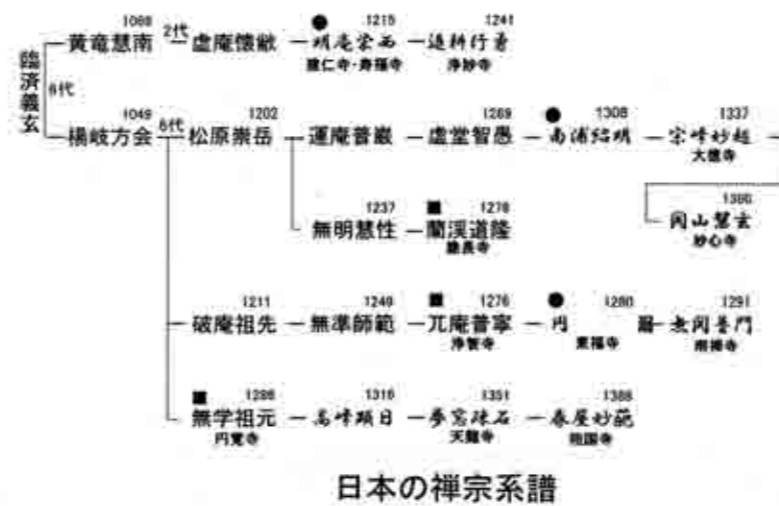 臨済義玄
6代
1069
黄竜慧南
2代
虚庵懐敞
● 1215
明庵栄西
建仁寺・寿福寺
1241
退耕行勇
浄妙寺
1049
楊岐方会
6代
1202
松原崇岳
運庵普巌
1269
虚堂智愚
● 1308
南浦紹明
1337
宗峰妙超
大徳寺
1360
関山慧玄
妙心寺
1237
無明慧性
■ 1278
蘭渓道隆
建長寺
1211
破庵祖先
1249
無準師範
■ 1276
兀庵普寧
浄智寺
● 1280
円 爾
東福寺
1291
無関普門
南禅寺
■ 1286
無学祖元
円覚寺
1316
高峰顕日
1351
夢窓疎石
天龍寺
1388
春屋妙葩
相国寺
日本の禅宗系譜